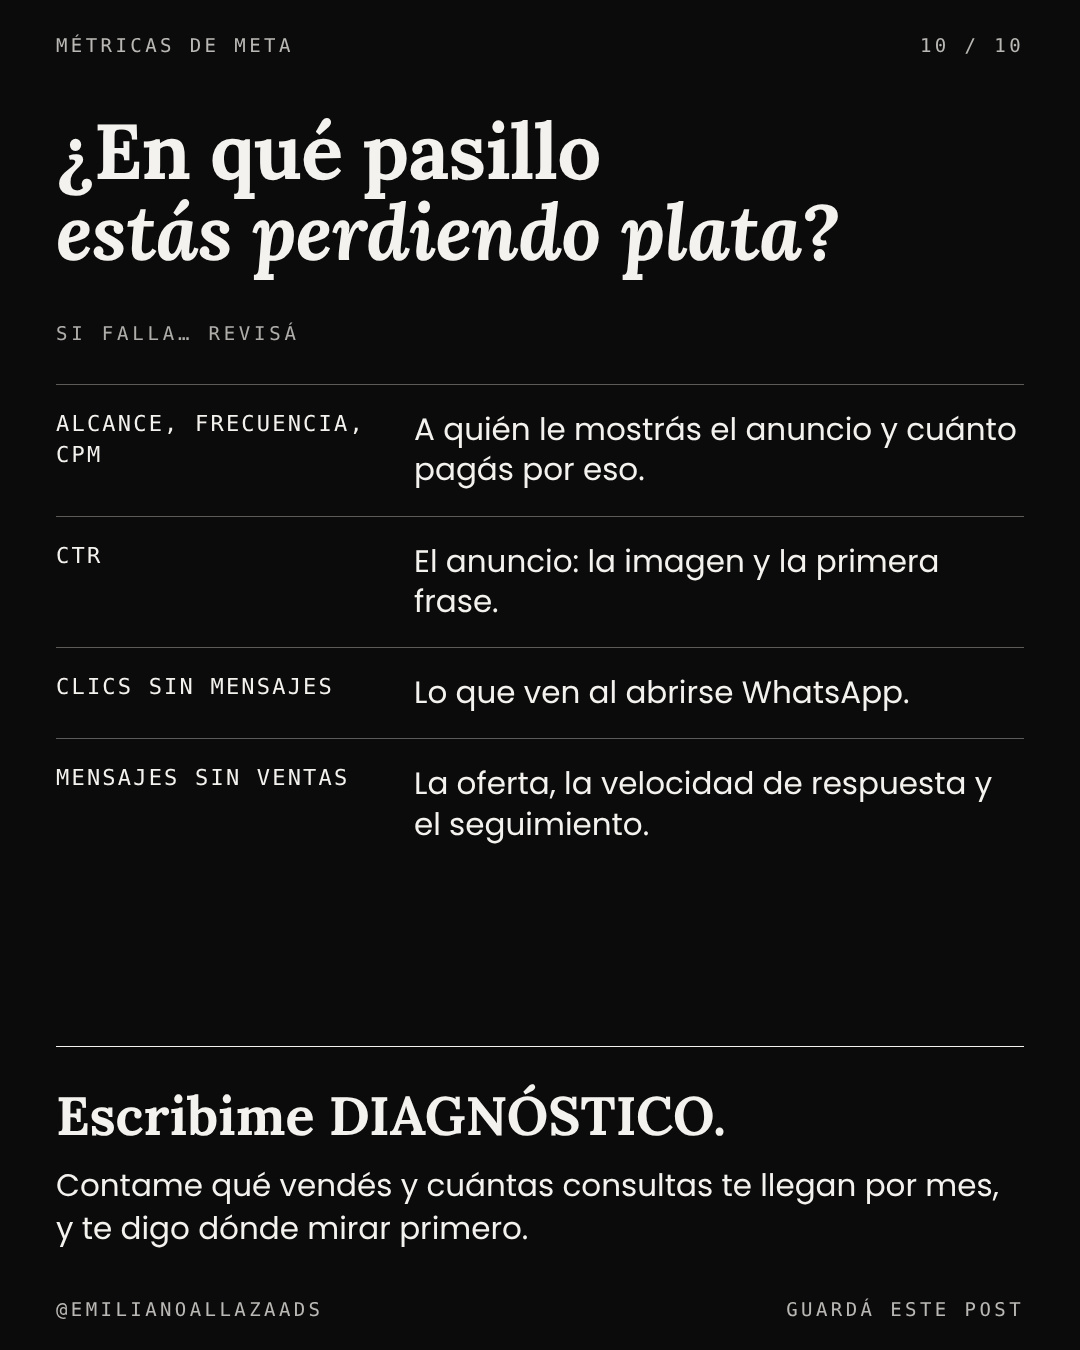 MÉTRICAS DE META
10 / 10
¿En qué pasillo
estás perdiendo plata?
SI FALLA… REVISÁ
ALCANCE, FRECUENCIA,
CPM
A quién le mostrás el anuncio y cuánto
pagás por eso.
CTR
El anuncio: la imagen y la primera
frase.
CLICS SIN MENSAJES
Lo que ven al abrirse WhatsApp.
MENSAJES SIN VENTAS
La oferta, la velocidad de respuesta y
el seguimiento.
Escribime DIAGNÓSTICO.
Contame qué vendés y cuántas consultas te llegan por mes,
y te digo dónde mirar primero.
@EMILIANOALLAZAADS
GUARDÁ ESTE POST